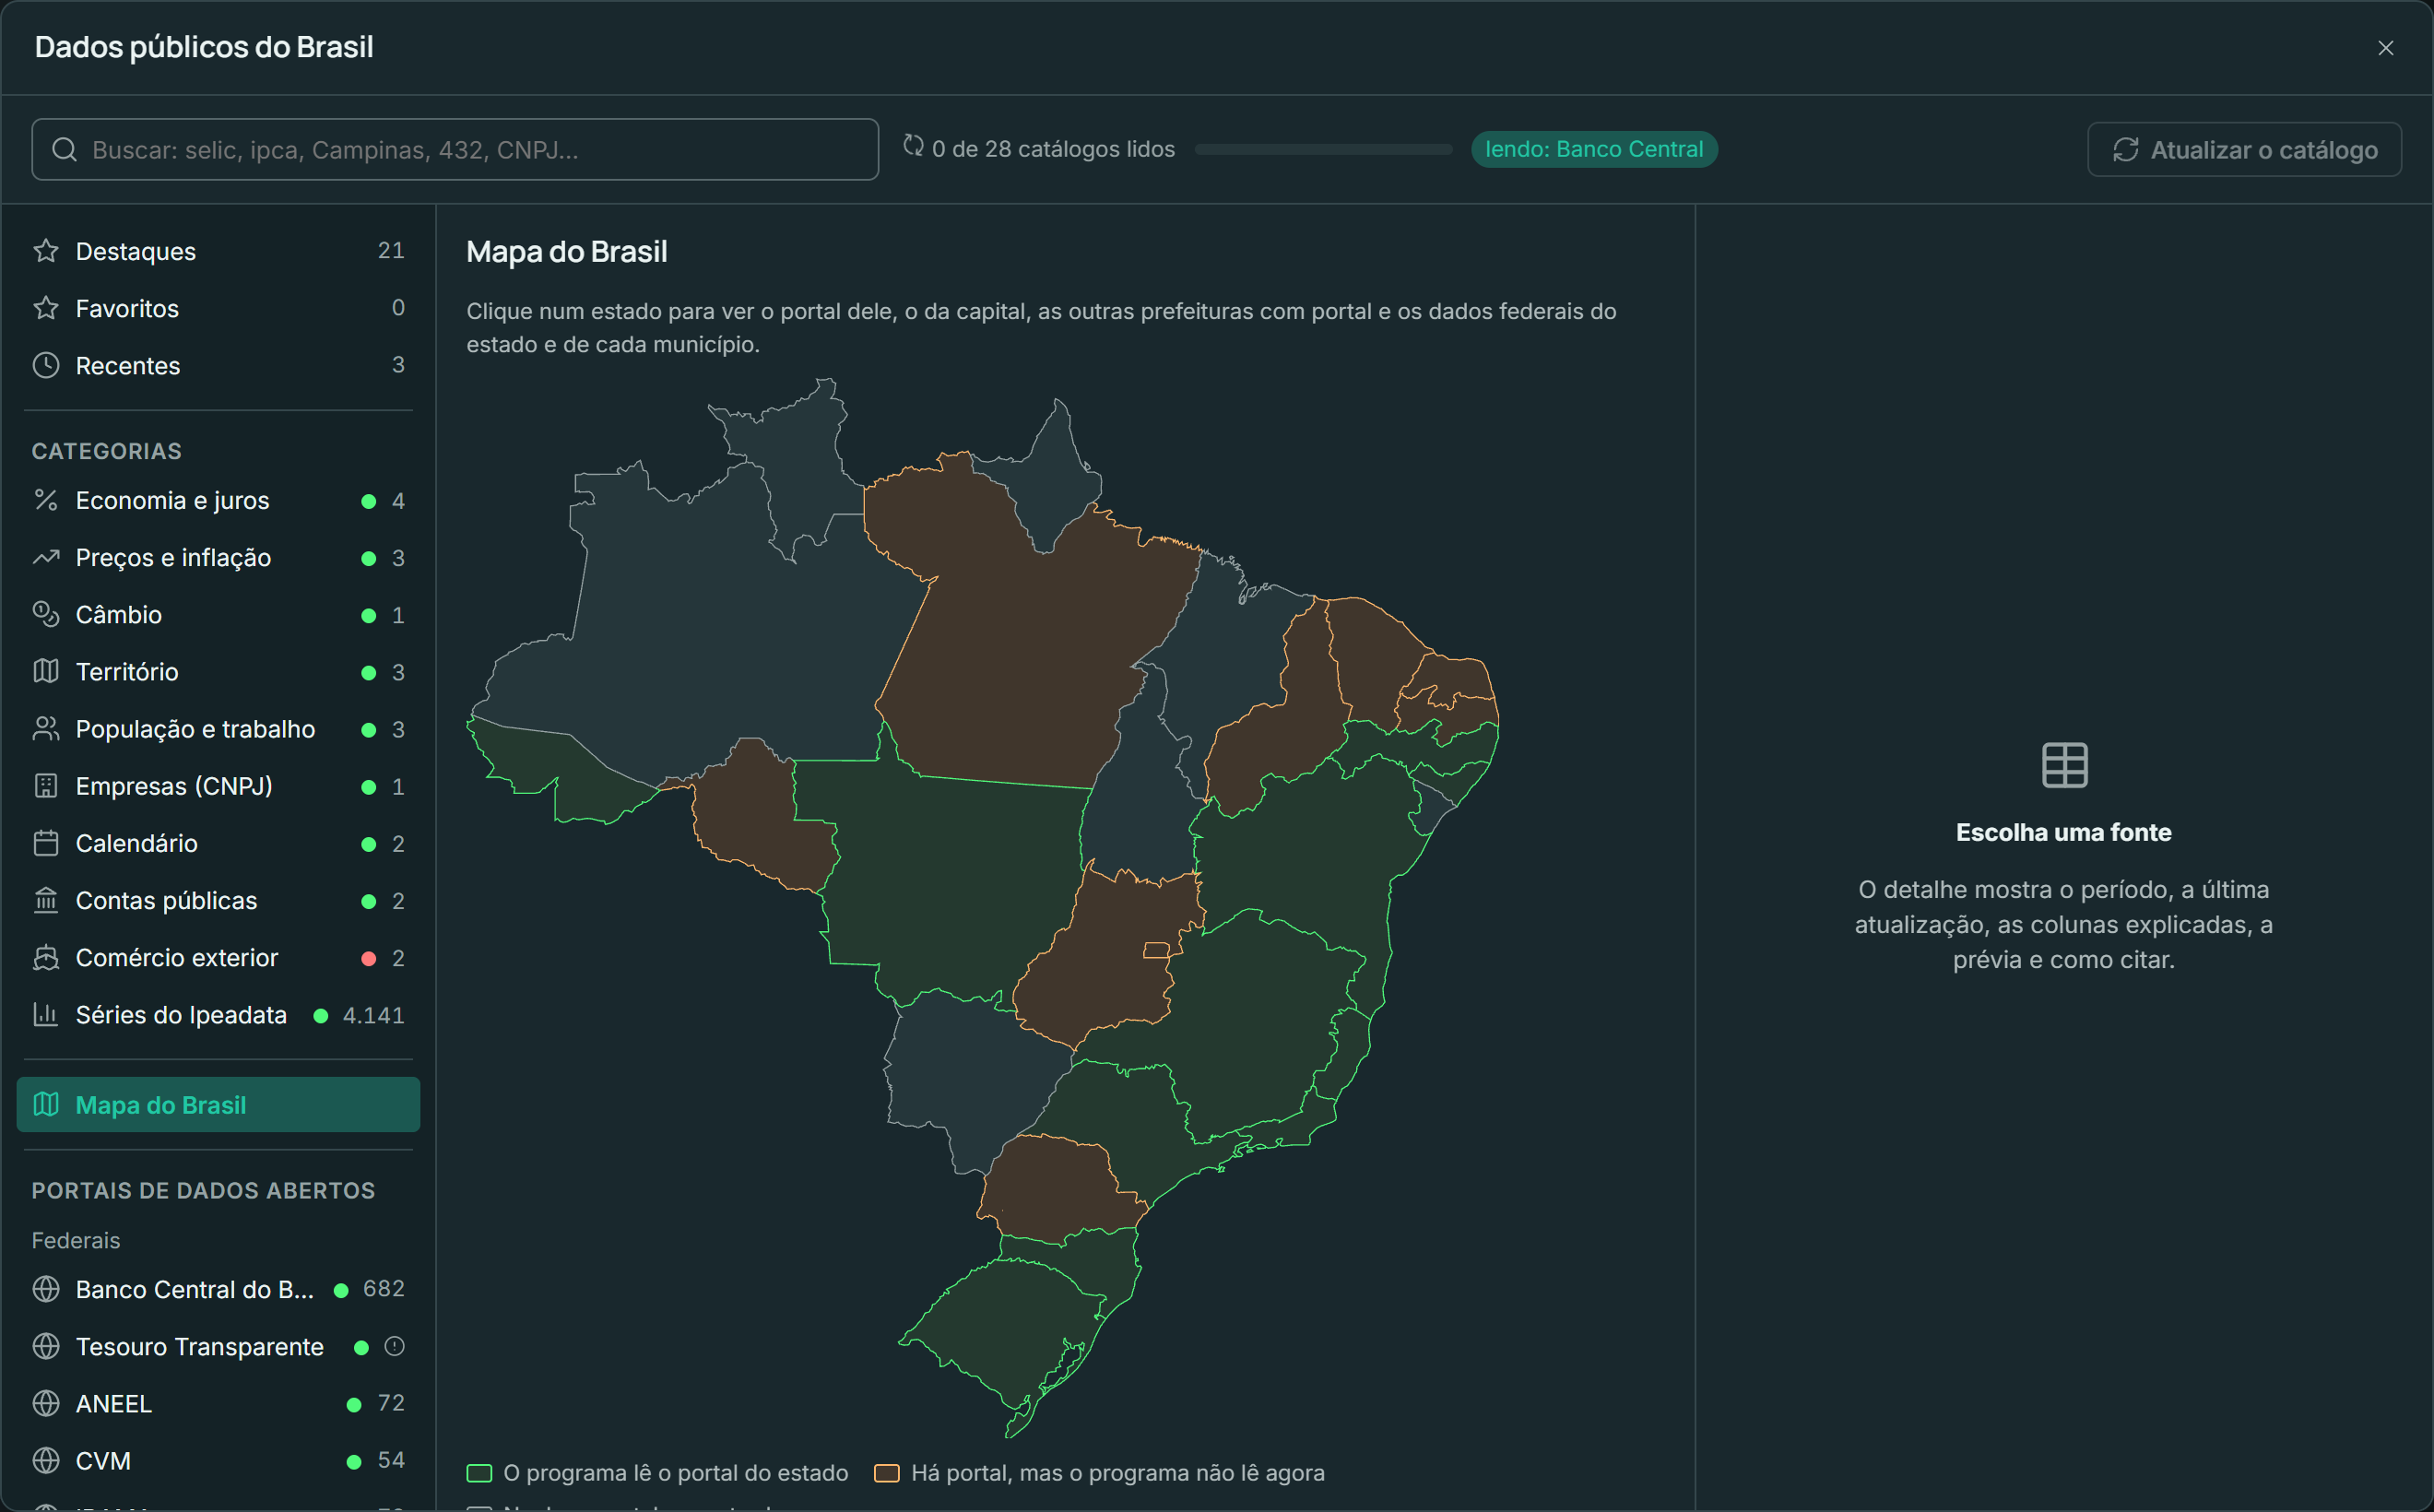 Dados públicos do Brasil
Buscar: selic, ipca, Campinas, 432, CNPJ...
0 de 28 catálogos lidos
lendo: Banco Central
Atualizar o catálogo
Destaques 21
Favoritos 0
Recentes 3
CATEGORIAS
Economia e juros 4
Preços e inflação 3
Câmbio 1
Território 3
População e trabalho 3
Empresas (CNPJ) 1
Calendário 2
Contas públicas 2
Comércio exterior 2
Séries do Ipeadata 4.141
Mapa do Brasil
PORTAIS DE DADOS ABERTOS
Federais
Banco Central do B... 682
Tesouro Transparente
ANEEL 72
CVM 54
Mapa do Brasil
Clique num estado para ver o portal dele, o da capital, as outras prefeituras com portal e os dados federais do
estado e de cada município.
O programa lê o portal do estado
Há portal, mas o programa não lê agora
Escolha uma fonte
O detalhe mostra o período, a última
atualização, as colunas explicadas, a
prévia e como citar.